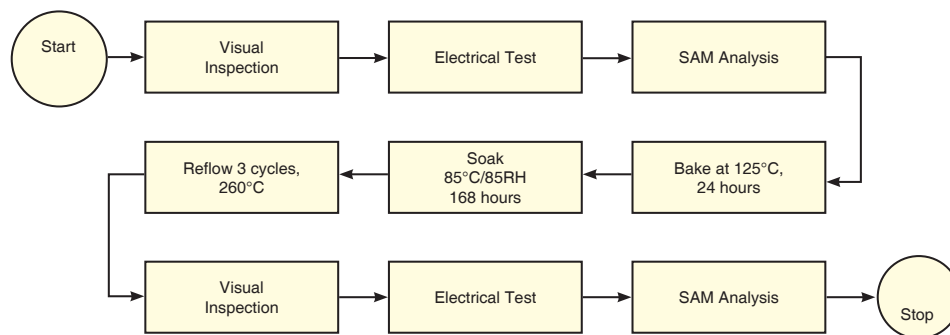 Start
Visual
Inspection
Electrical Test
SAM Analysis
Bake at 125°C,
24 hours
Soak
85°C/85RH
168 hours
Reflow 3 cycles,
260°C
Visual
Inspection
Electrical Test
SAM Analysis
Stop